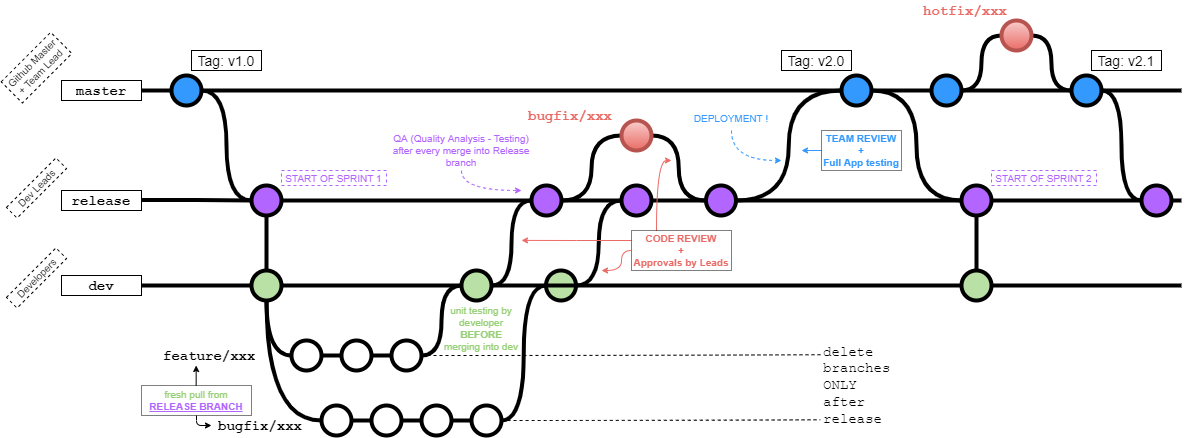 hotfix/xxx
Github Master
+ Team Lead
Tag: v1.0
Tag: v2.0
Tag: v2.1
master
bugfix/xxx
DEPLOYMENT !
QA (Quality Analysis - Testing)
after every merge into Release
branch
TEAM REVIEW
+
Full App testing
Dev Leads
START OF SPRINT 1
START OF SPRINT 2
release
CODE REVIEW
+
Approvals by Leads
Developers
dev
unit testing by
developer
BEFORE
merging into dev
feature/xxx
delete
branches
ONLY
after
release
fresh pull from
RELEASE BRANCH
bugfix/xxx